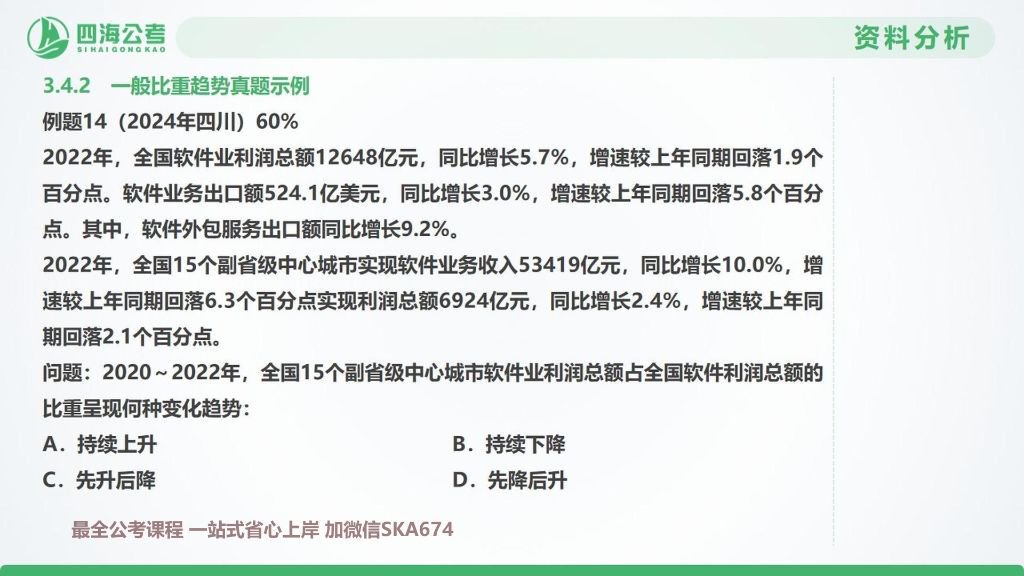 四海公考
SIHAIGONGKAO
资料分析
3.4.2 一般比重趋势真题示例
例题14（2024年四川）60%
2022年，全国软件业利润总额12648亿元，同比增长5.7%，增速较上年同期回落1.9个
百分点。软件业务出口额524.1亿美元，同比增长3.0%，增速较上年同期回落5.8个百分
点。其中，软件外包服务出口额同比增长9.2%。
2022年，全国15个副省级中心城市实现软件业务收入53419亿元，同比增长10.0%，增
速较上年同期回落6.3个百分点实现利润总额6924亿元，同比增长2.4%，增速较上年同
期回落2.1个百分点。
问题：2020～2022年，全国15个副省级中心城市软件业利润总额占全国软件利润总额的
比重呈现何种变化趋势：
A．持续上升 B．持续下降
C．先升后降 D．先降后升
最全公考课程 一站式省心上岸 加微信SKA674